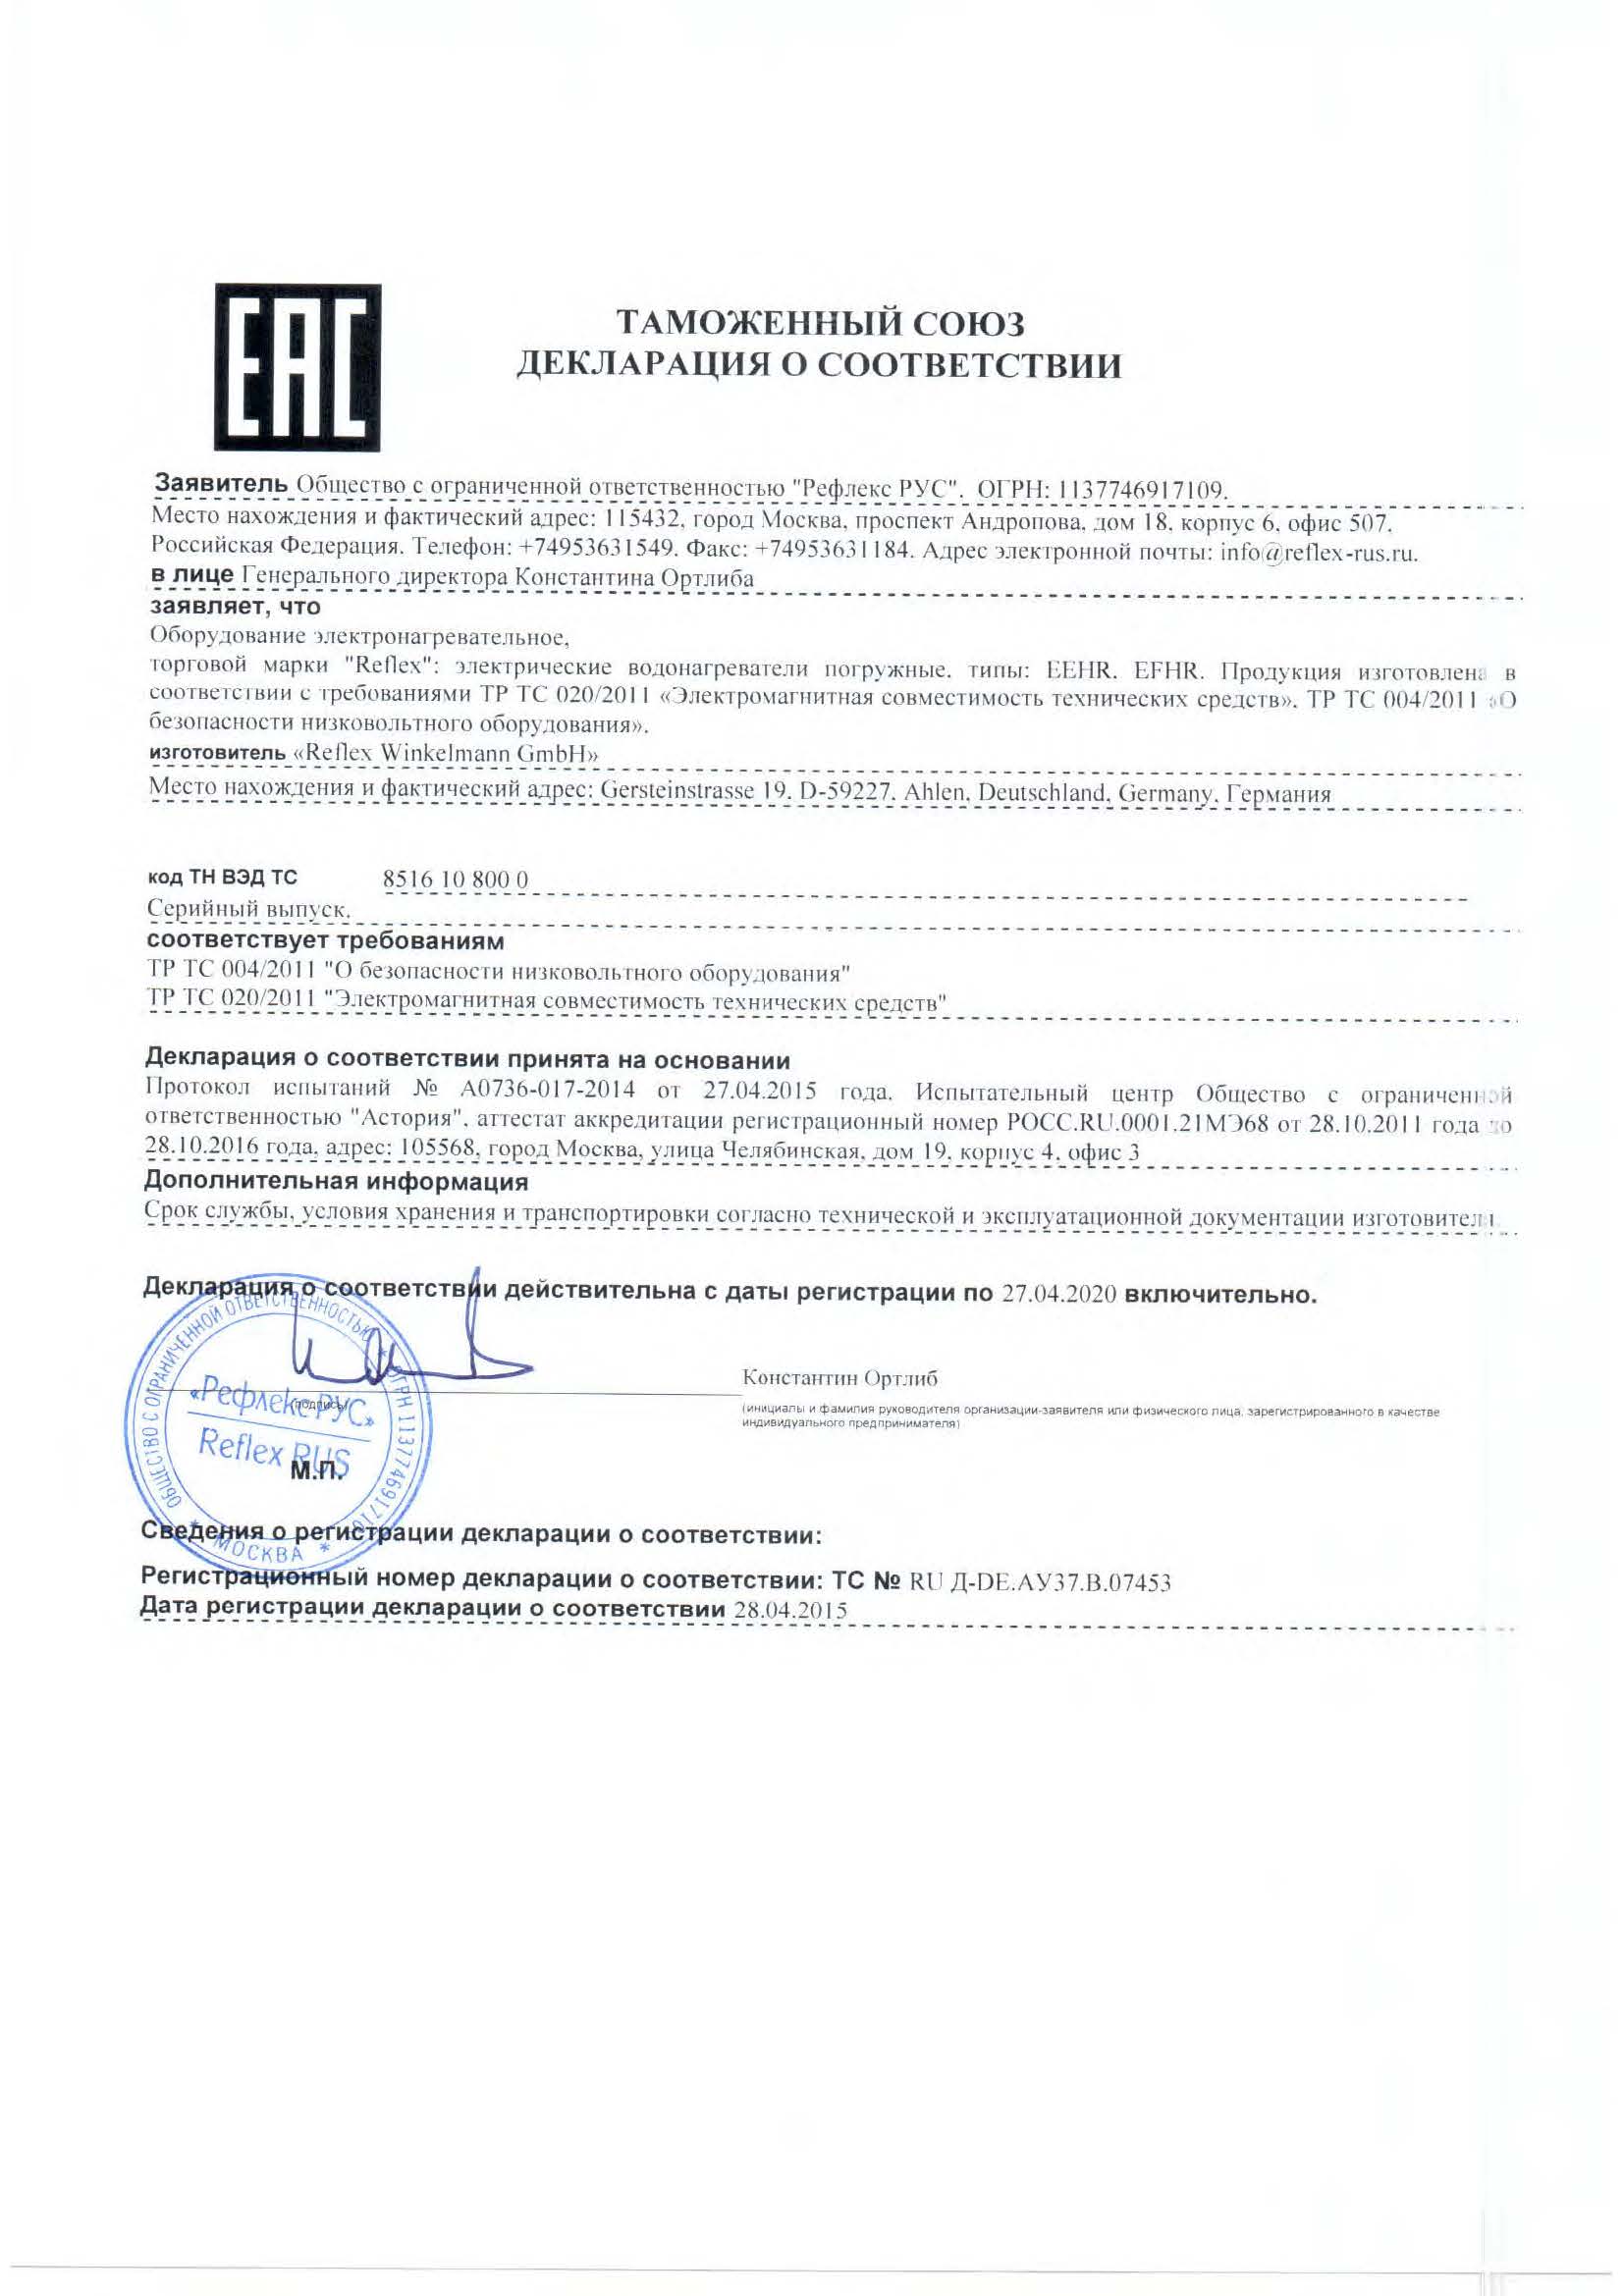 EAC
ТАМОЖЕННЫЙ СОЮЗ
ДЕКЛАРАЦИЯ О СООТВЕТСТВИИ
Заявитель Общество с ограниченной ответственностью "Рефлекс РУС". ОГРН: 1137746917109.
Место нахождения и фактический адрес: 115432, город Москва, проспект Андропова, дом 18, корпус 6, офис 507,
Российская Федерация. Телефон: +74953631549. Факс: +74953631184. Адрес электронной почты: info@reflex-rus.ru.
в лице Генерального директора Константина Ортлиба
заявляет, что
Оборудование электронагревательное,
торговой марки "Reflex": электрические водонагреватели погружные, типы: EEHR, EFHR. Продукция изготовлена в
соответствии с требованиями ТР ТС 020/2011 «Электромагнитная совместимость технических средств», ТР ТС 004/2011 «О
безопасности низковольтного оборудования».
изготовитель «Reflex Winkelmann GmbH»
Место нахождения и фактический адрес: Gersteinstrasse 19, D-59227, Ahlen, Deutschland, Germany, Германия
код ТН ВЭД ТС 8516 10 800 0
Серийный выпуск.
соответствует требованиям
ТР ТС 004/2011 "О безопасности низковольтного оборудования"
ТР ТС 020/2011 "Электромагнитная совместимость технических средств"
Декларация о соответствии принята на основании
Протокол испытаний № А0736-017-2014 от 27.04.2015 года, Испытательный центр Общество с ограниченной
ответственностью "Астория", аттестат аккредитации регистрационный номер РОСС.RU.0001.21МЭ68 от 28.10.2011 года до
28.10.2016 года, адрес: 105568, город Москва, улица Челябинская, дом 19, корпус 4, офис 3
Дополнительная информация
Срок службы, условия хранения и транспортировки согласно технической и эксплуатационной документации изготовителя
Декларация о соответствии действительна с даты регистрации по 27.04.2020 включительно.
Константин Ортлиб
подпись
(инициалы и фамилия руководителя организации-заявителя или физического лица, зарегистрированного в качестве
индивидуального предпринимателя)
ОБЩЕСТВО С ОГРАНИЧЕННОЙ ОТВЕТСТВЕННОСТЬЮ * ОГРН 113774691710
«Рефлекс РУС»
Reflex RUS
* МОСКВА *
М.П.
Сведения о регистрации декларации о соответствии:
Регистрационный номер декларации о соответствии: ТС № RU Д-DE.АУ37.В.07453
Дата регистрации декларации о соответствии 28.04.2015